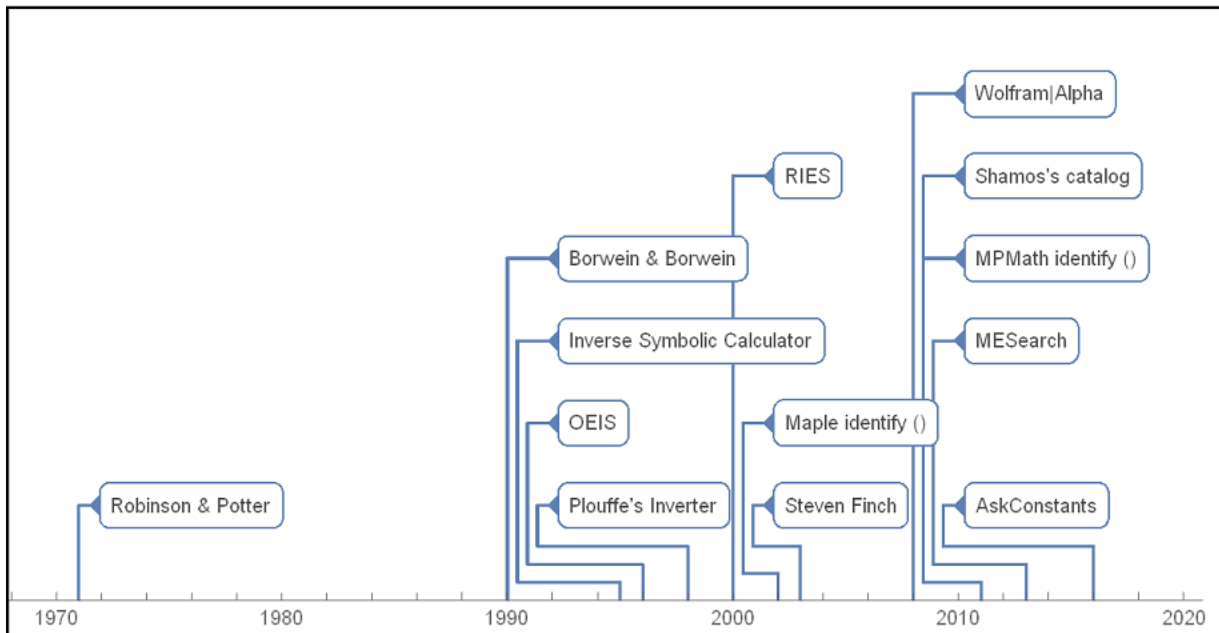 Wolfram|Alpha
RIES
Shamos's catalog
Borwein & Borwein
MPMath identify ()
Inverse Symbolic Calculator
MESearch
OEIS
Maple identify ()
Robinson & Potter
Plouffe's Inverter
Steven Finch
AskConstants
1970
1980
1990
2000
2010
2020